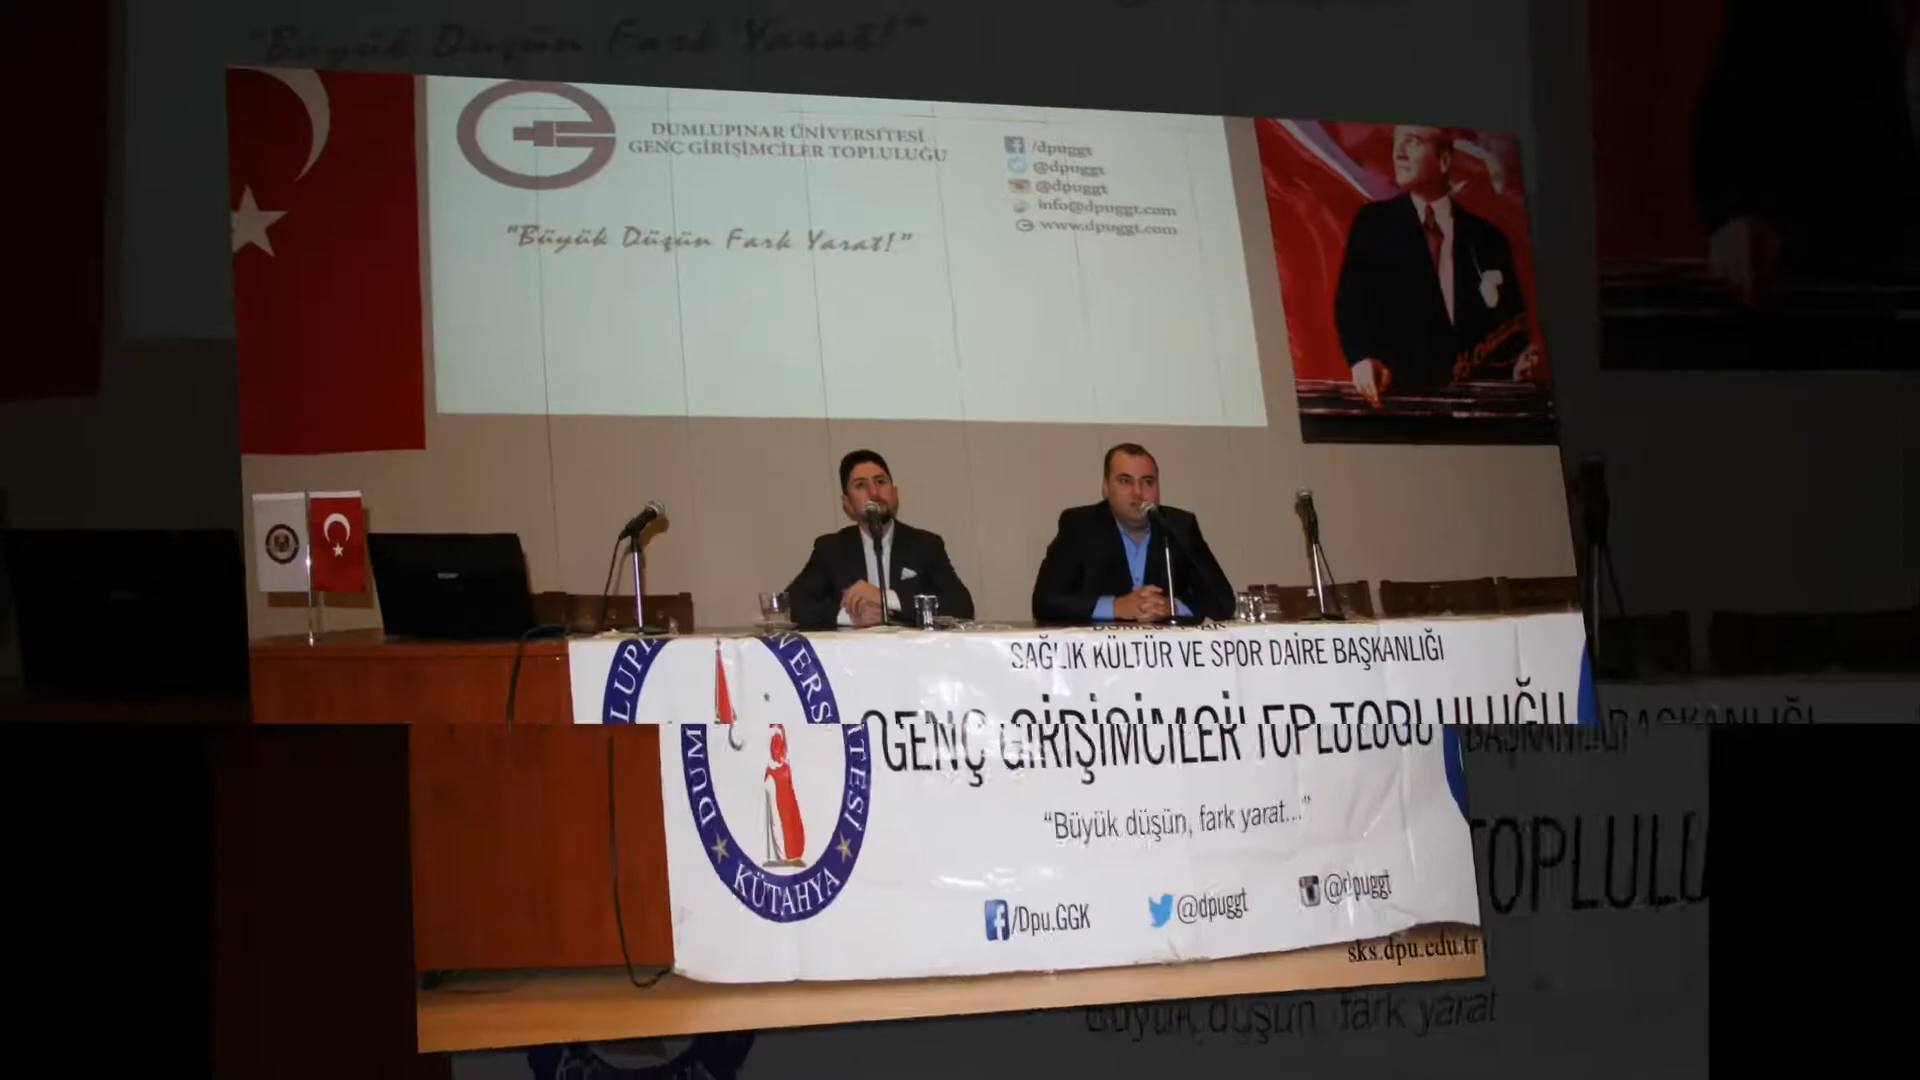 "Büyük Düşün Fark Yarat!"
DUMLUPINAR ÜNİVERSİTESİ
GENÇ GİRİŞİMCİLER TOPLULUĞU
"Büyük Düşün Fark Yarat!"
/dpuggt
@dpuggt
@dpuggt
info@dpuggt.com
www.dpuggt.com
SAĞLIK KÜLTÜR VE SPOR DAİRE BAŞKANLIĞI
GENÇ GİRİŞİMCİLER TOPLULUĞU
"Büyük düşün, fark yarat..."
/Dpu.GGK
@dpuggt
@dpuggt
sks.dpu.edu.tr
KÜTAHYA
Büyük düşün fark yarat